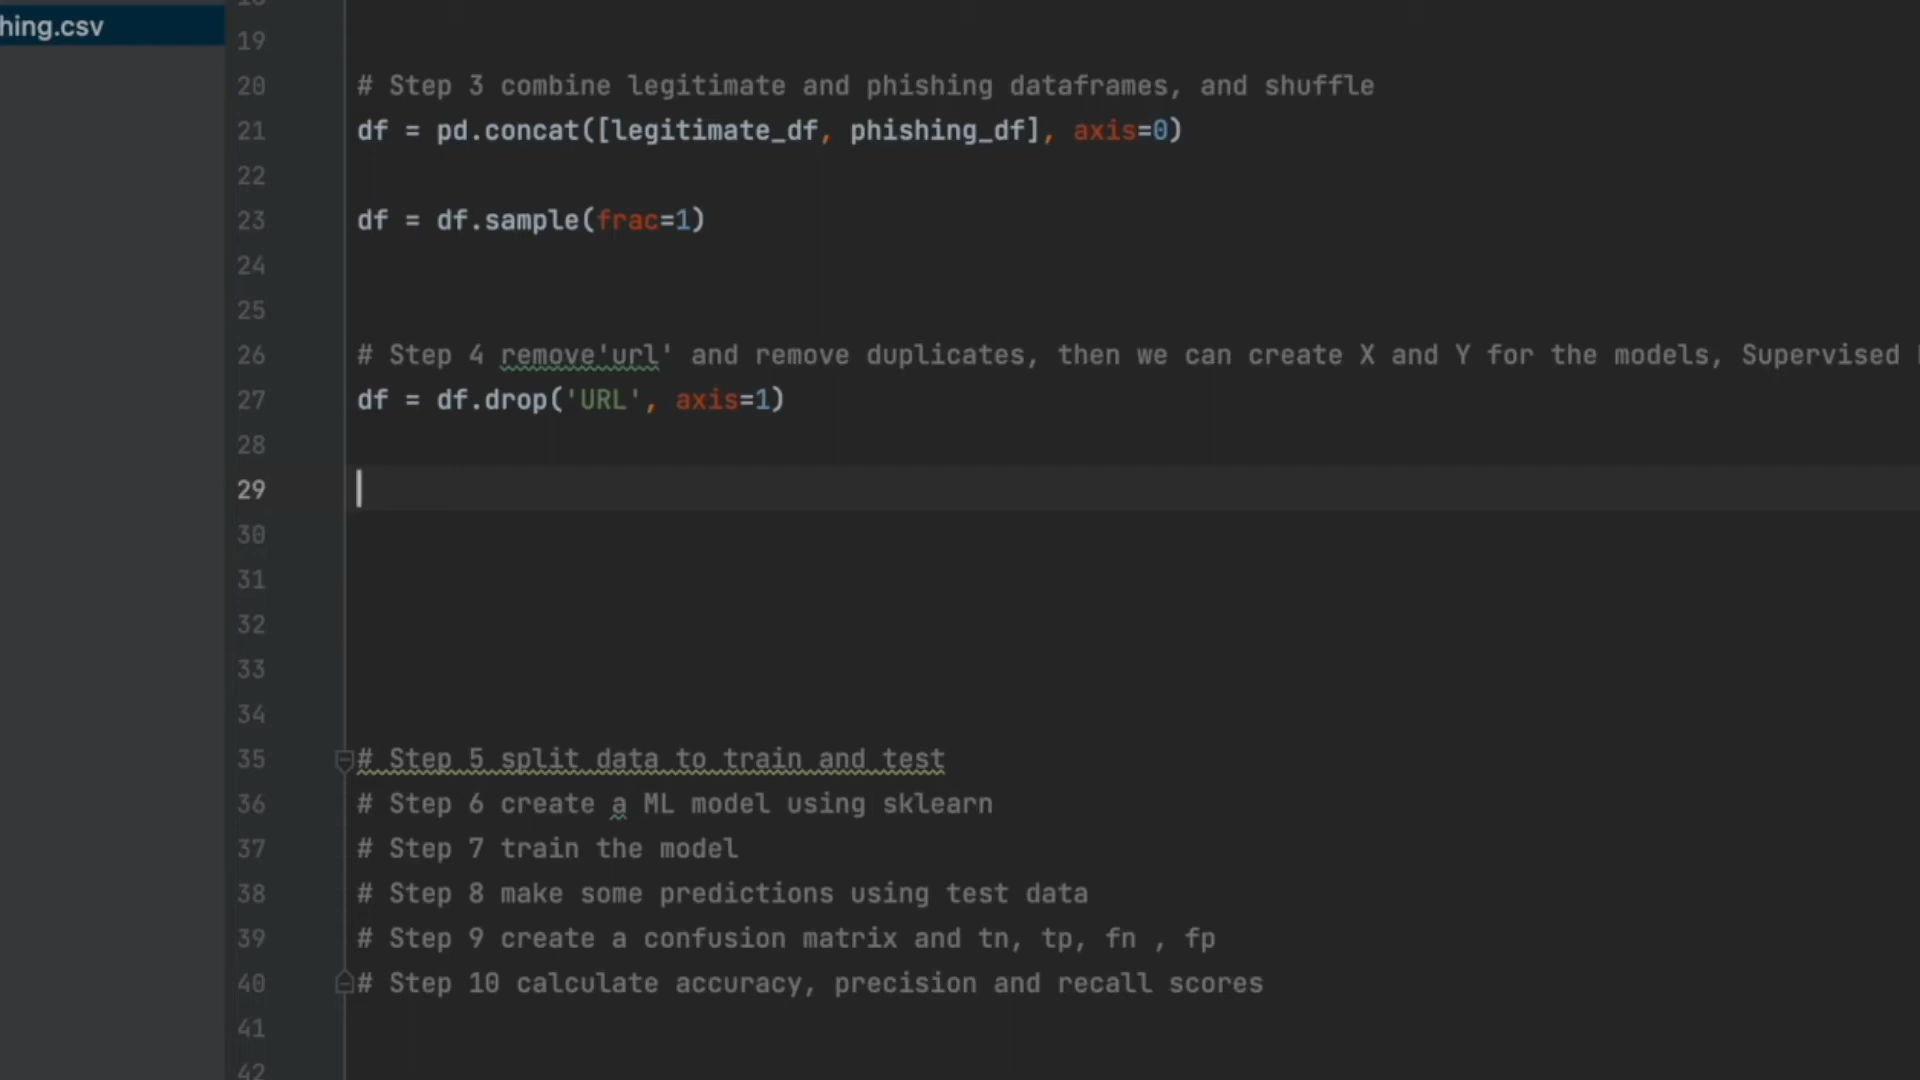 hing.csv
19
20 # Step 3 combine legitimate and phishing dataframes, and shuffle
21 df = pd.concat([legitimate_df, phishing_df], axis=0)
22
23 df = df.sample(frac=1)
24
25
26 # Step 4 remove'url' and remove duplicates, then we can create X and Y for the models, Supervised
27 df = df.drop('URL', axis=1)
28
29
30
31
32
33
34
35 # Step 5 split data to train and test
36 # Step 6 create a ML model using sklearn
37 # Step 7 train the model
38 # Step 8 make some predictions using test data
39 # Step 9 create a confusion matrix and tn, tp, fn , fp
40 # Step 10 calculate accuracy, precision and recall scores
41
42